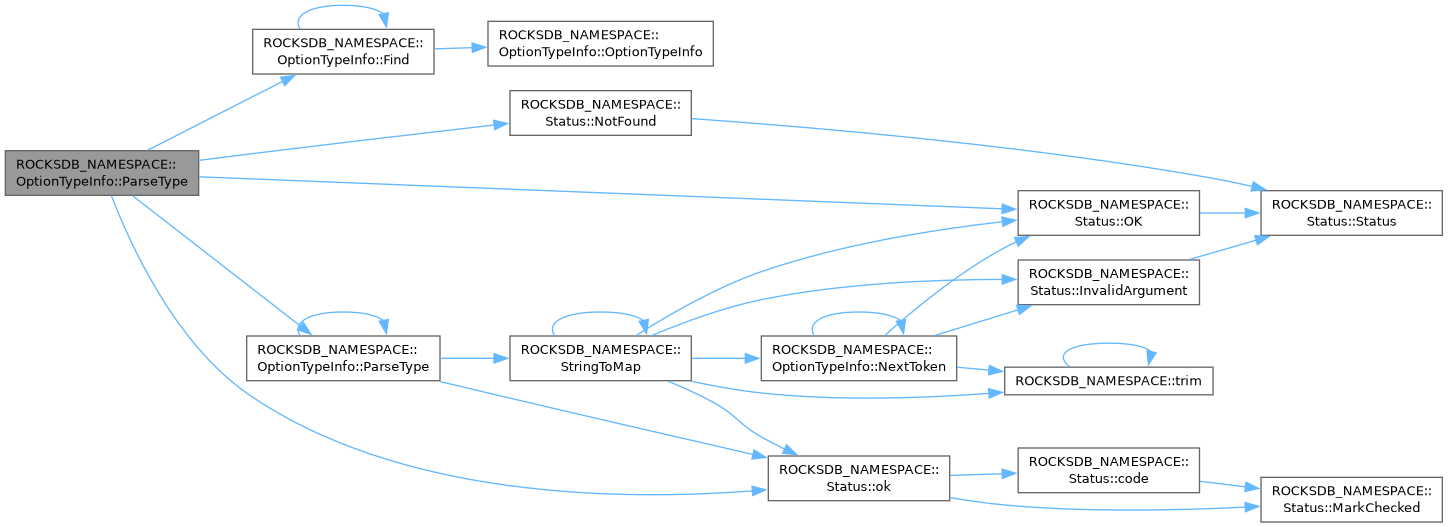 ROCKSDB_NAMESPACE::
OptionTypeInfo::ParseType
ROCKSDB_NAMESPACE::
OptionTypeInfo::Find
ROCKSDB_NAMESPACE::
OptionTypeInfo::OptionTypeInfo
ROCKSDB_NAMESPACE::
Status::NotFound
ROCKSDB_NAMESPACE::
Status::OK
ROCKSDB_NAMESPACE::
Status::Status
ROCKSDB_NAMESPACE::
Status::InvalidArgument
ROCKSDB_NAMESPACE::
OptionTypeInfo::ParseType
ROCKSDB_NAMESPACE::
StringToMap
ROCKSDB_NAMESPACE::
OptionTypeInfo::NextToken
ROCKSDB_NAMESPACE::trim
ROCKSDB_NAMESPACE::
Status::ok
ROCKSDB_NAMESPACE::
Status::code
ROCKSDB_NAMESPACE::
Status::MarkChecked